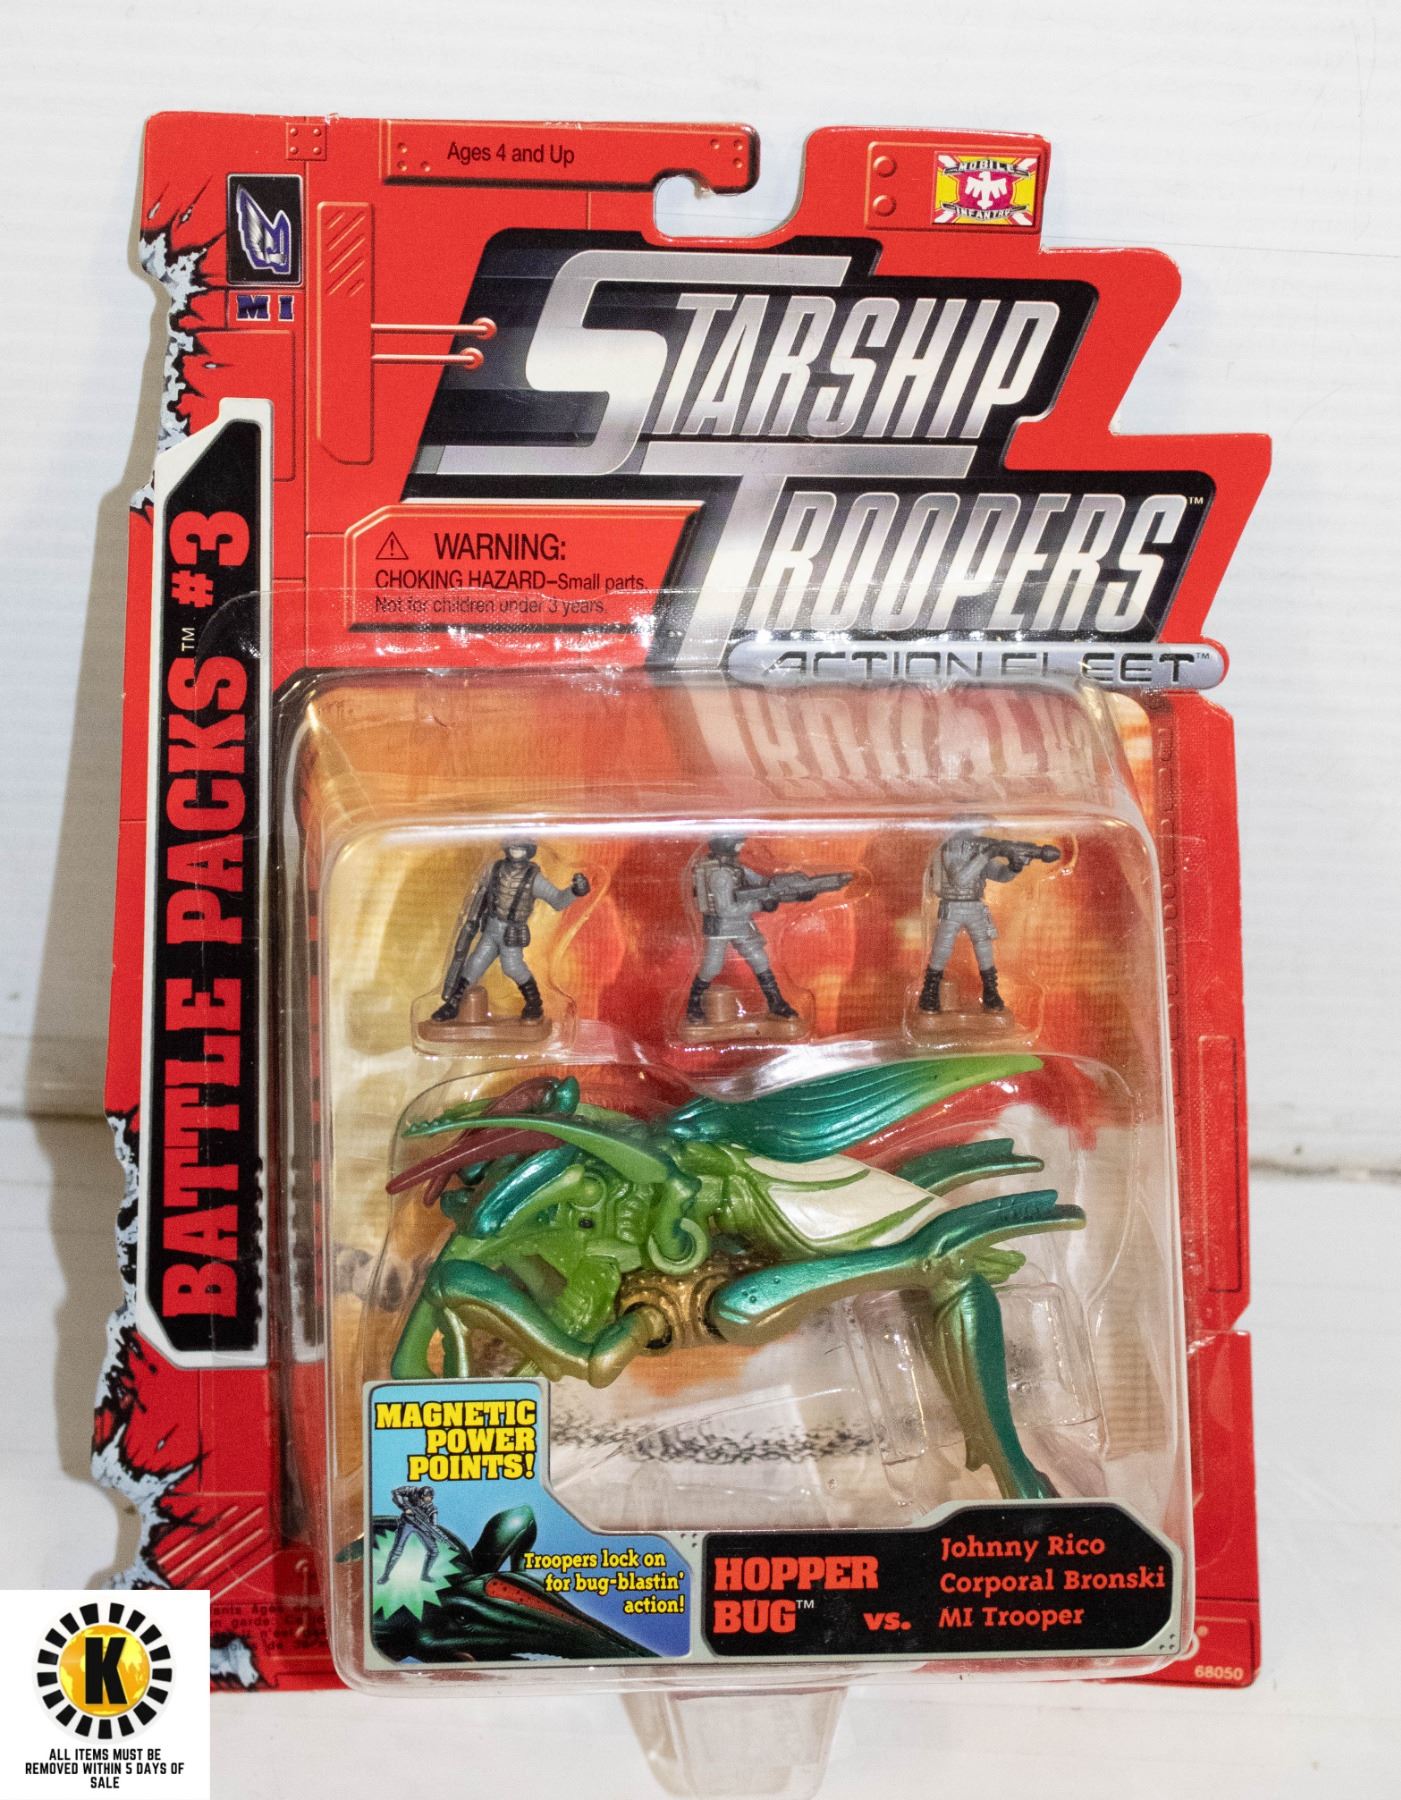 Ages 4 and Up
MOBILE
INFANTRY
MI
STARSHIP
TROOPERS™
ACTION FLEET™
⚠ WARNING:
CHOKING HAZARD–Small parts.
Not for children under 3 years.
BATTLE PACKS™ #3
MAGNETIC
POWER
POINTS!
Troopers lock on
for bug-blastin'
action!
HOPPER
BUG™ vs.
Johnny Rico
Corporal Bronski
MI Trooper
68050
K
ALL ITEMS MUST BE
REMOVED WITHIN 5 DAYS OF
SALE